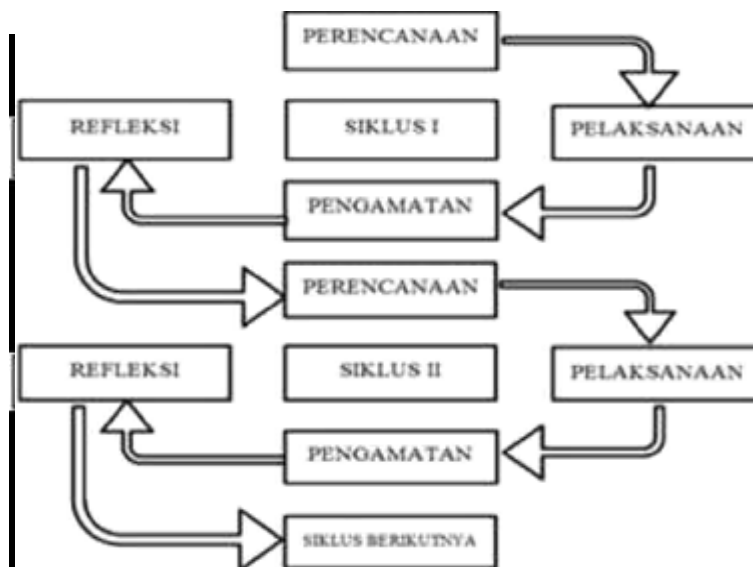 PERENCANAAN
REFLEKSI
SIKLUS I
PELAKSANAAN
PENGAMATAN
PERENCANAAN
REFLEKSI
SIKLUS II
PELAKSANAAN
PENGAMATAN
SIKLUS BERIKUTNYA